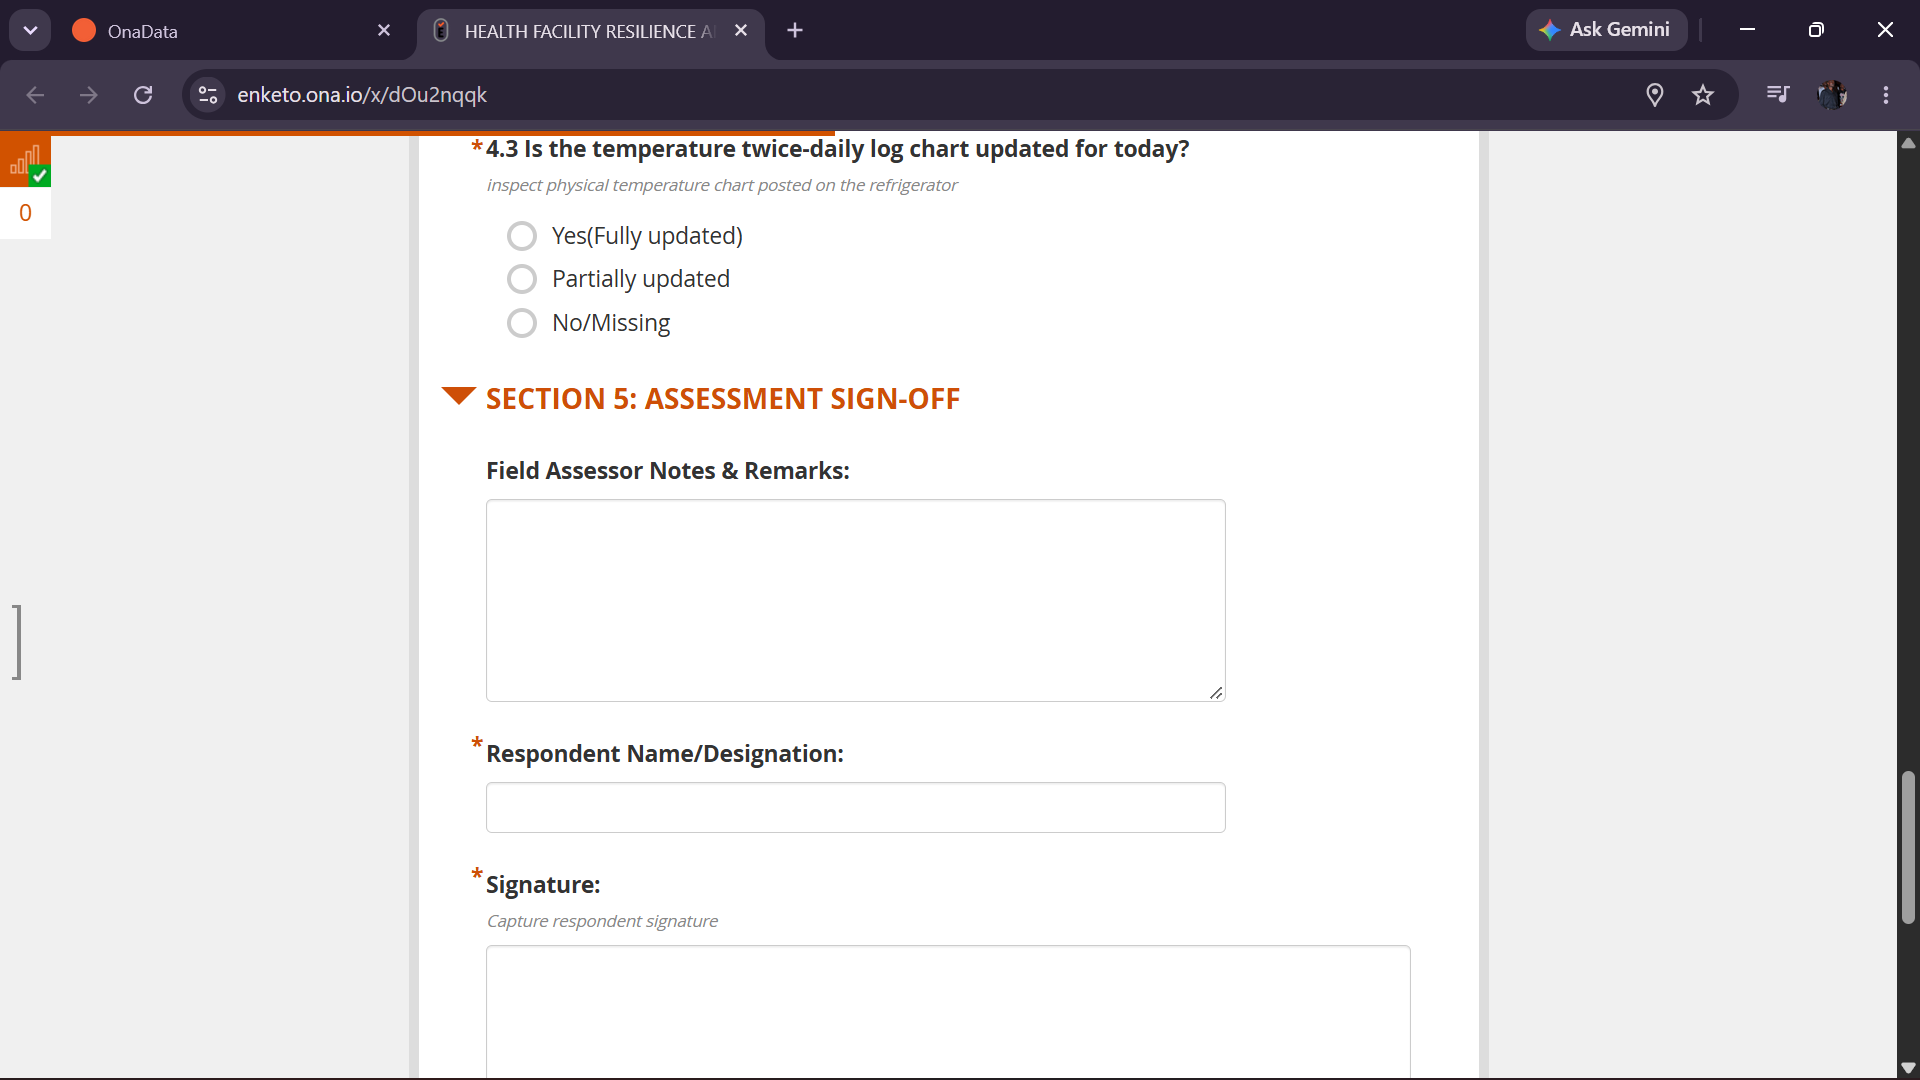 OnaData
HEALTH FACILITY RESILIENCE A
Ask Gemini
enketo.ona.io/x/dOu2nqqk
0
*4.3 Is the temperature twice-daily log chart updated for today?
inspect physical temperature chart posted on the refrigerator
Yes(Fully updated)
Partially updated
No/Missing
SECTION 5: ASSESSMENT SIGN-OFF
Field Assessor Notes & Remarks:
*Respondent Name/Designation:
*Signature:
Capture respondent signature